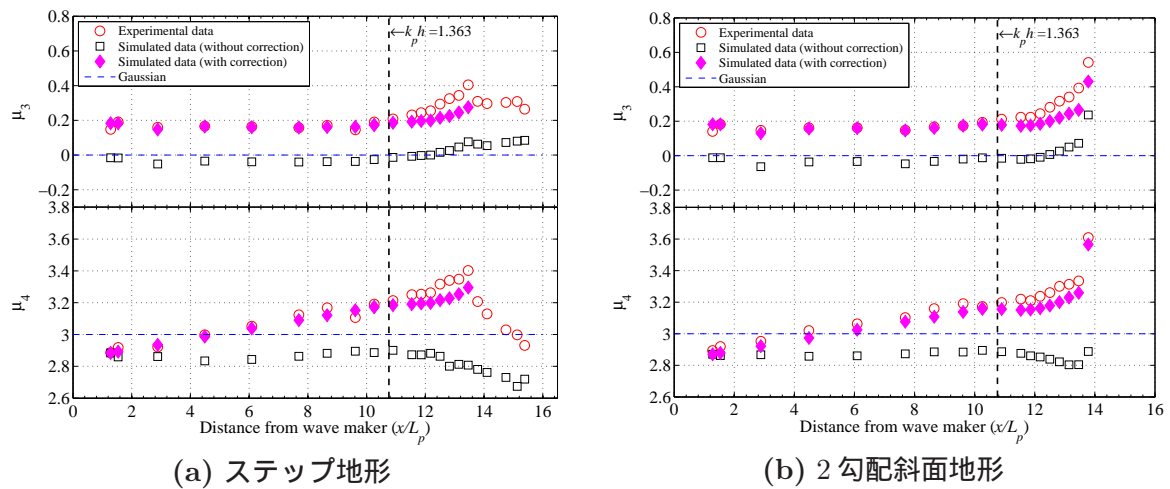 0.8
0.6
0.4
0.2
0
−0.2
μ3
Experimental data
Simulated data (without correction)
Simulated data (with correction)
Gaussian
←kph=1.363
3.8
3.6
3.4
3.2
3
2.8
2.6
μ4
0 2 4 6 8 10 12 14 16
Distance from wave maker (x/Lp)
(a) ステップ地形
0.8
0.6
0.4
0.2
0
−0.2
μ3
Experimental data
Simulated data (without correction)
Simulated data (with correction)
Gaussian
←kph=1.363
3.8
3.6
3.4
3.2
3
2.8
2.6
μ4
0 2 4 6 8 10 12 14 16
Distance from wave maker (x/Lp)
(b) 2 勾配斜面地形